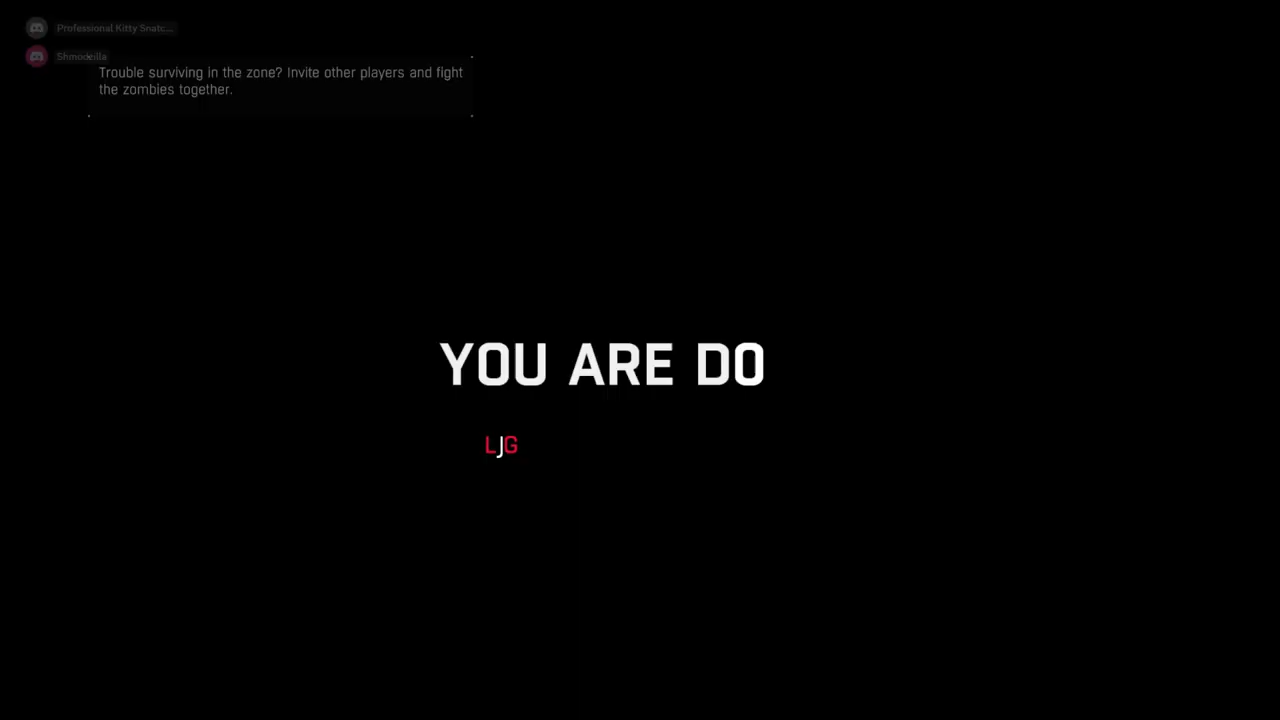 Professional Kitty Snatc...
Shmodzilla
Trouble surviving in the zone? Invite other players and fight
the zombies together.
YOU ARE DO
LJG